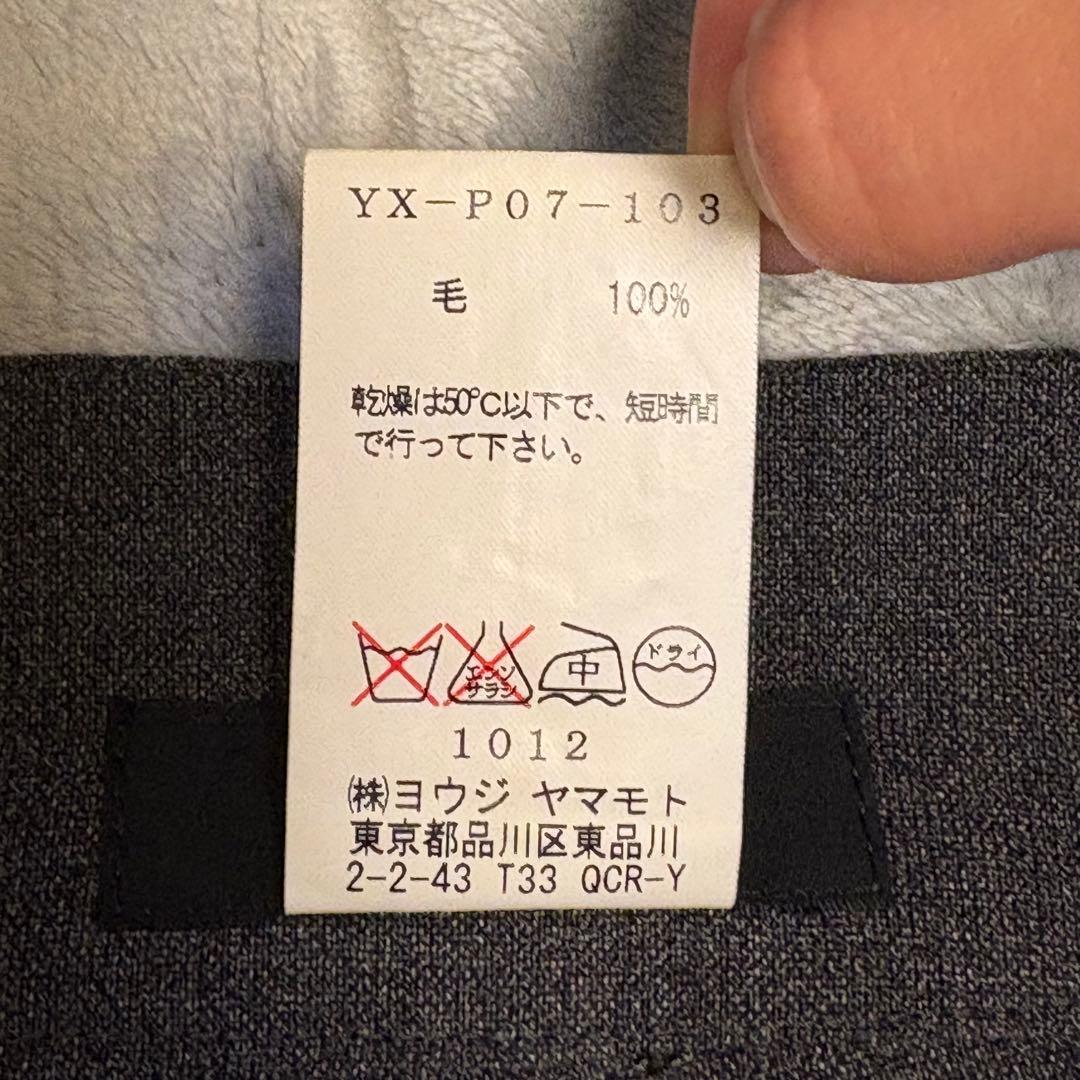 YX-P07-103
毛 100%
乾燥は50℃以下で、短時間
で行って下さい。
エンソ
サラシ
中
ドライ
1012
㈱ヨウジ ヤマモト
東京都品川区東品川
2-2-43 T33 QCR-Y